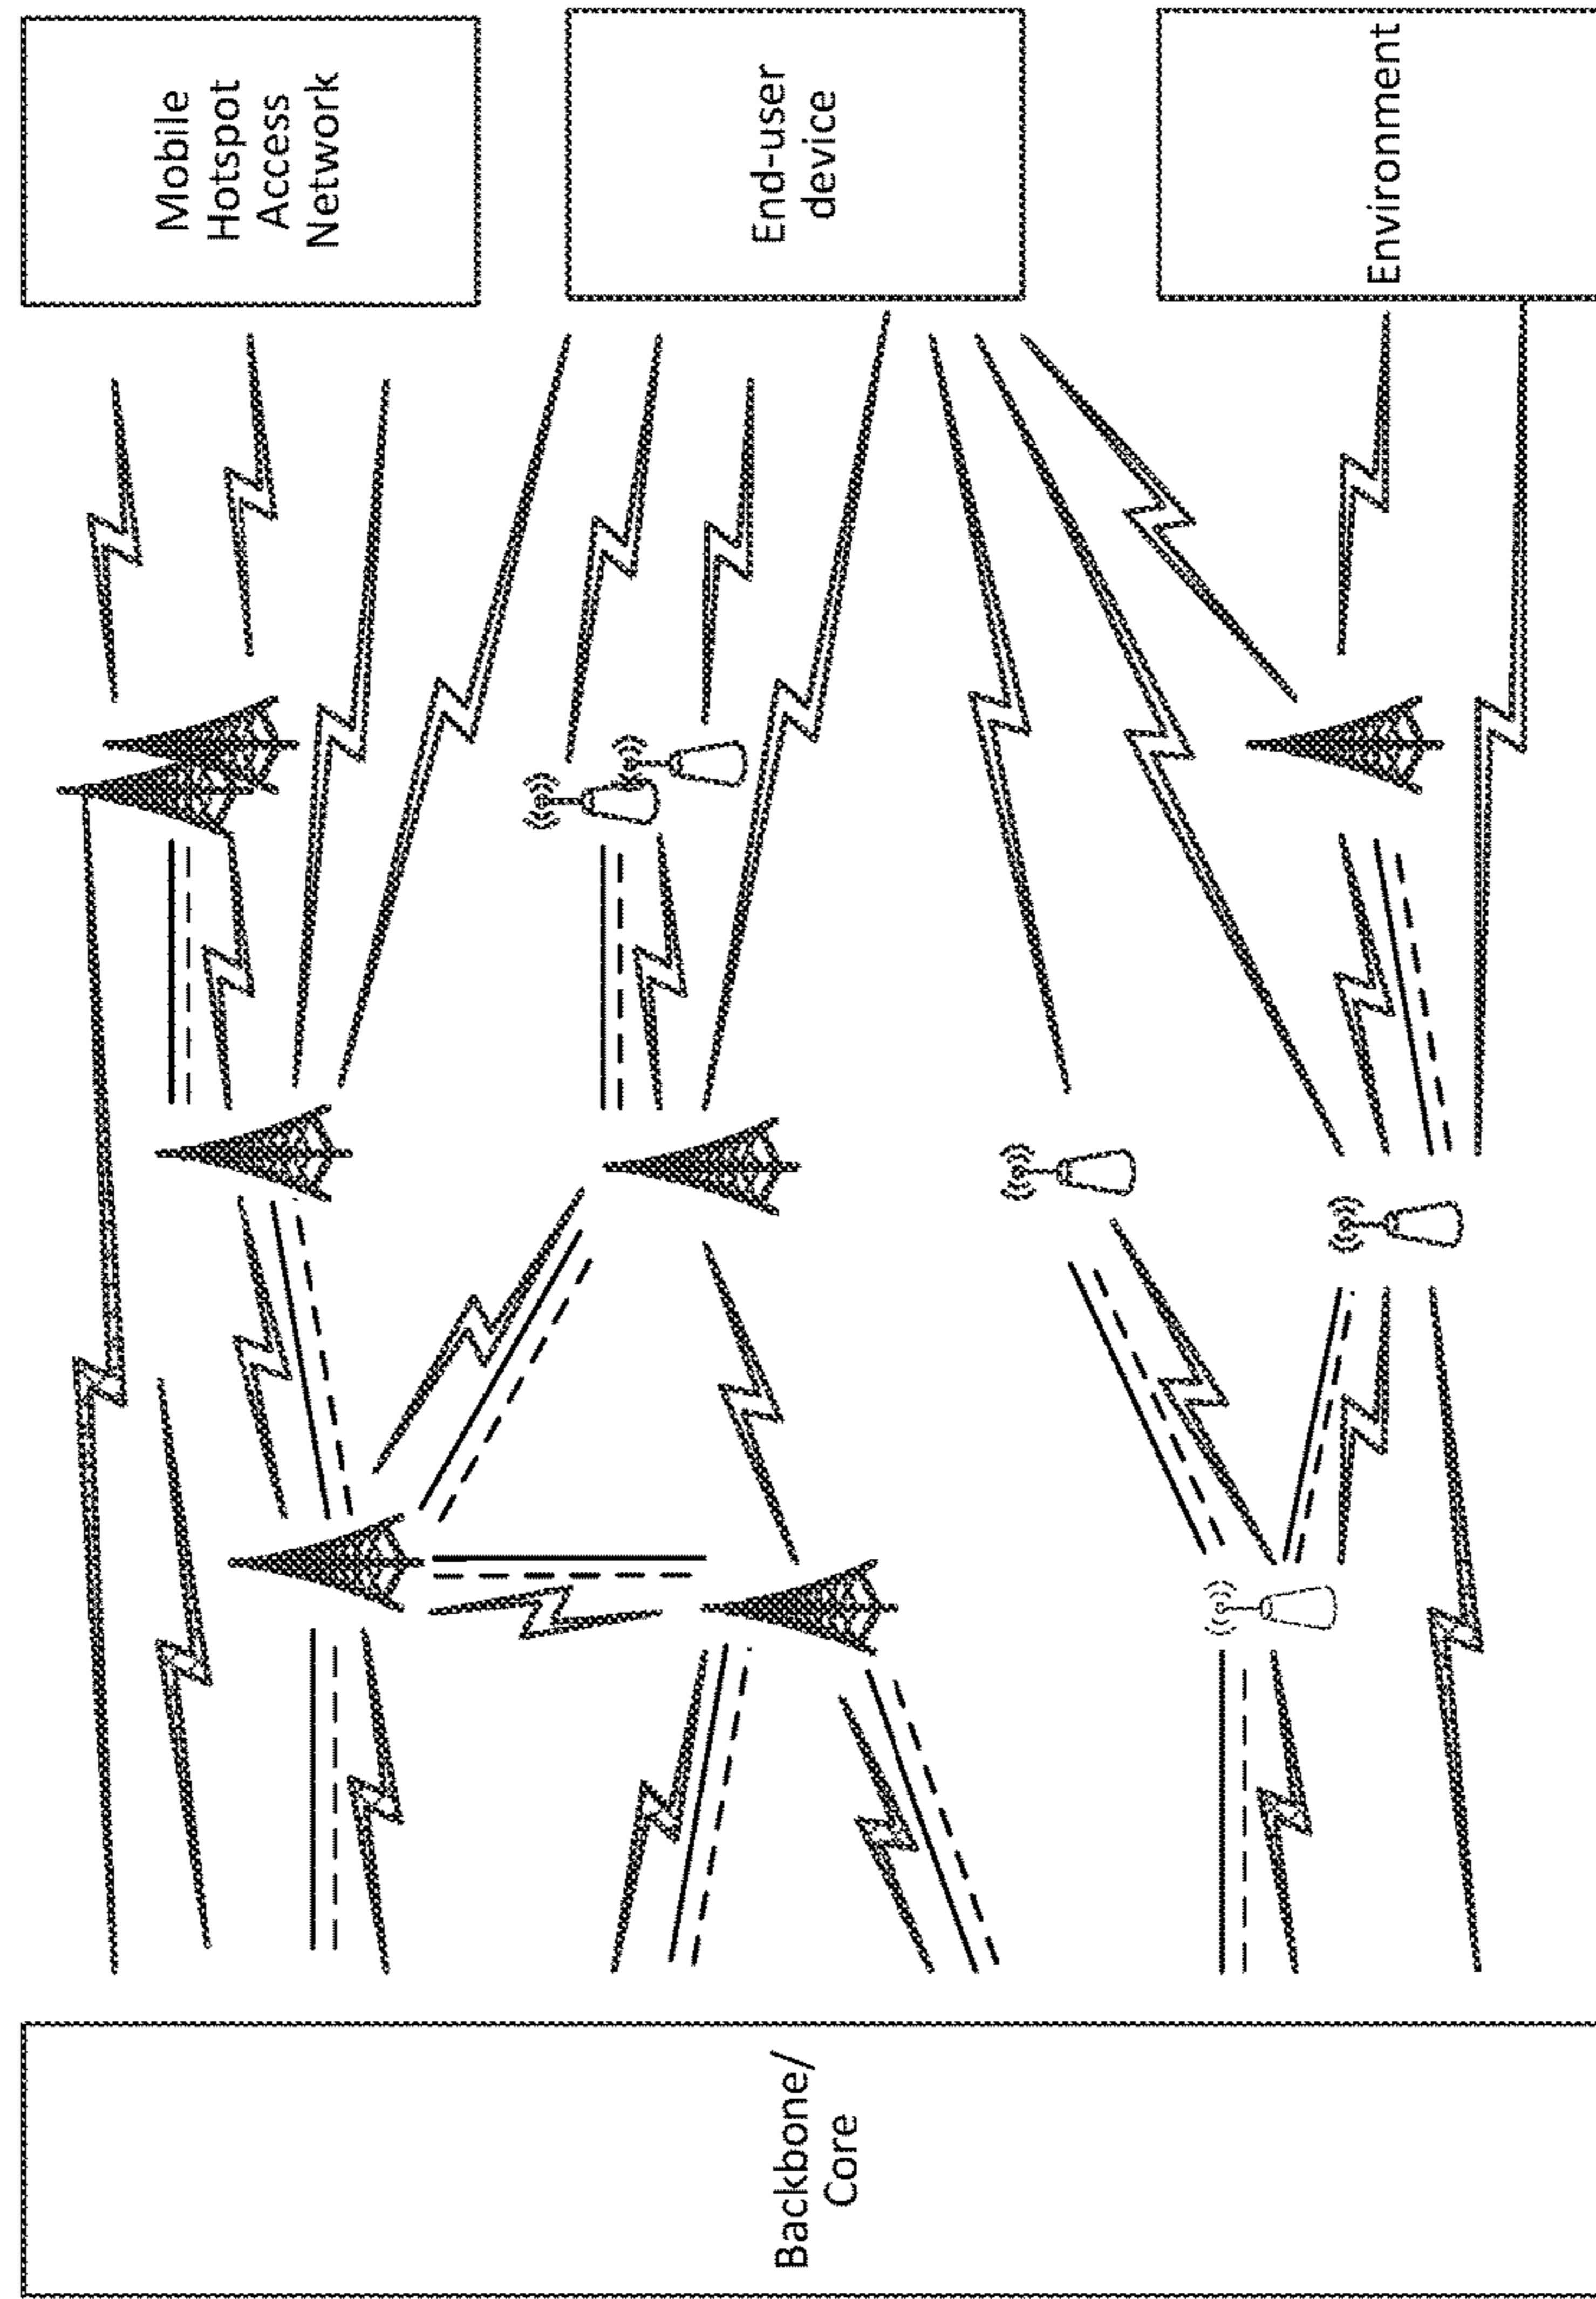 Mobile
Hotspot
Access
Network
End-user
device
Environment
Backbone/
Core